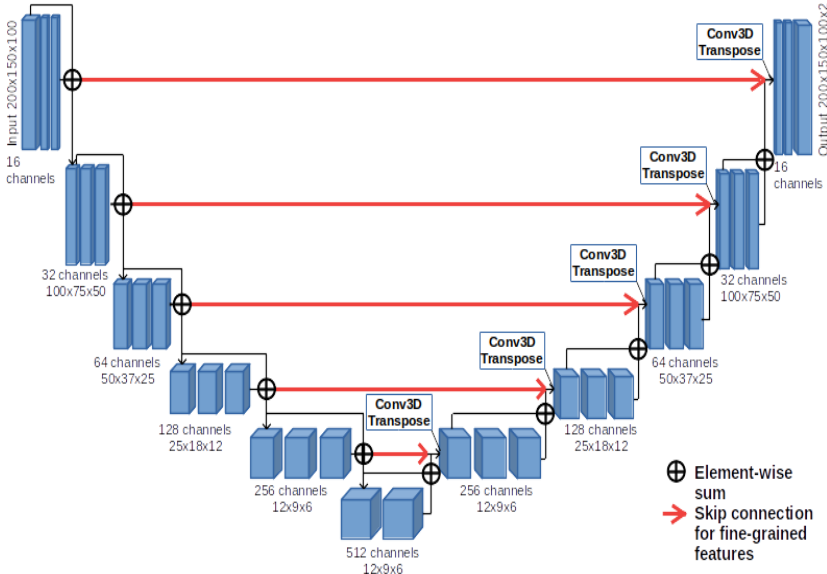 Input 200x150x100
16
channels
32 channels
100x75x50
64 channels
50x37x25
128 channels
25x18x12
256 channels
12x9x6
512 channels
12x9x6
Conv3D
Transpose
256 channels
12x9x6
Conv3D
Transpose
128 channels
25x18x12
Conv3D
Transpose
64 channels
50x37x25
Conv3D
Transpose
32 channels
100x75x50
Conv3D
Transpose
16
channels
Output 200x150x100x2
Element-wise
sum
Skip connection
for fine-grained
features